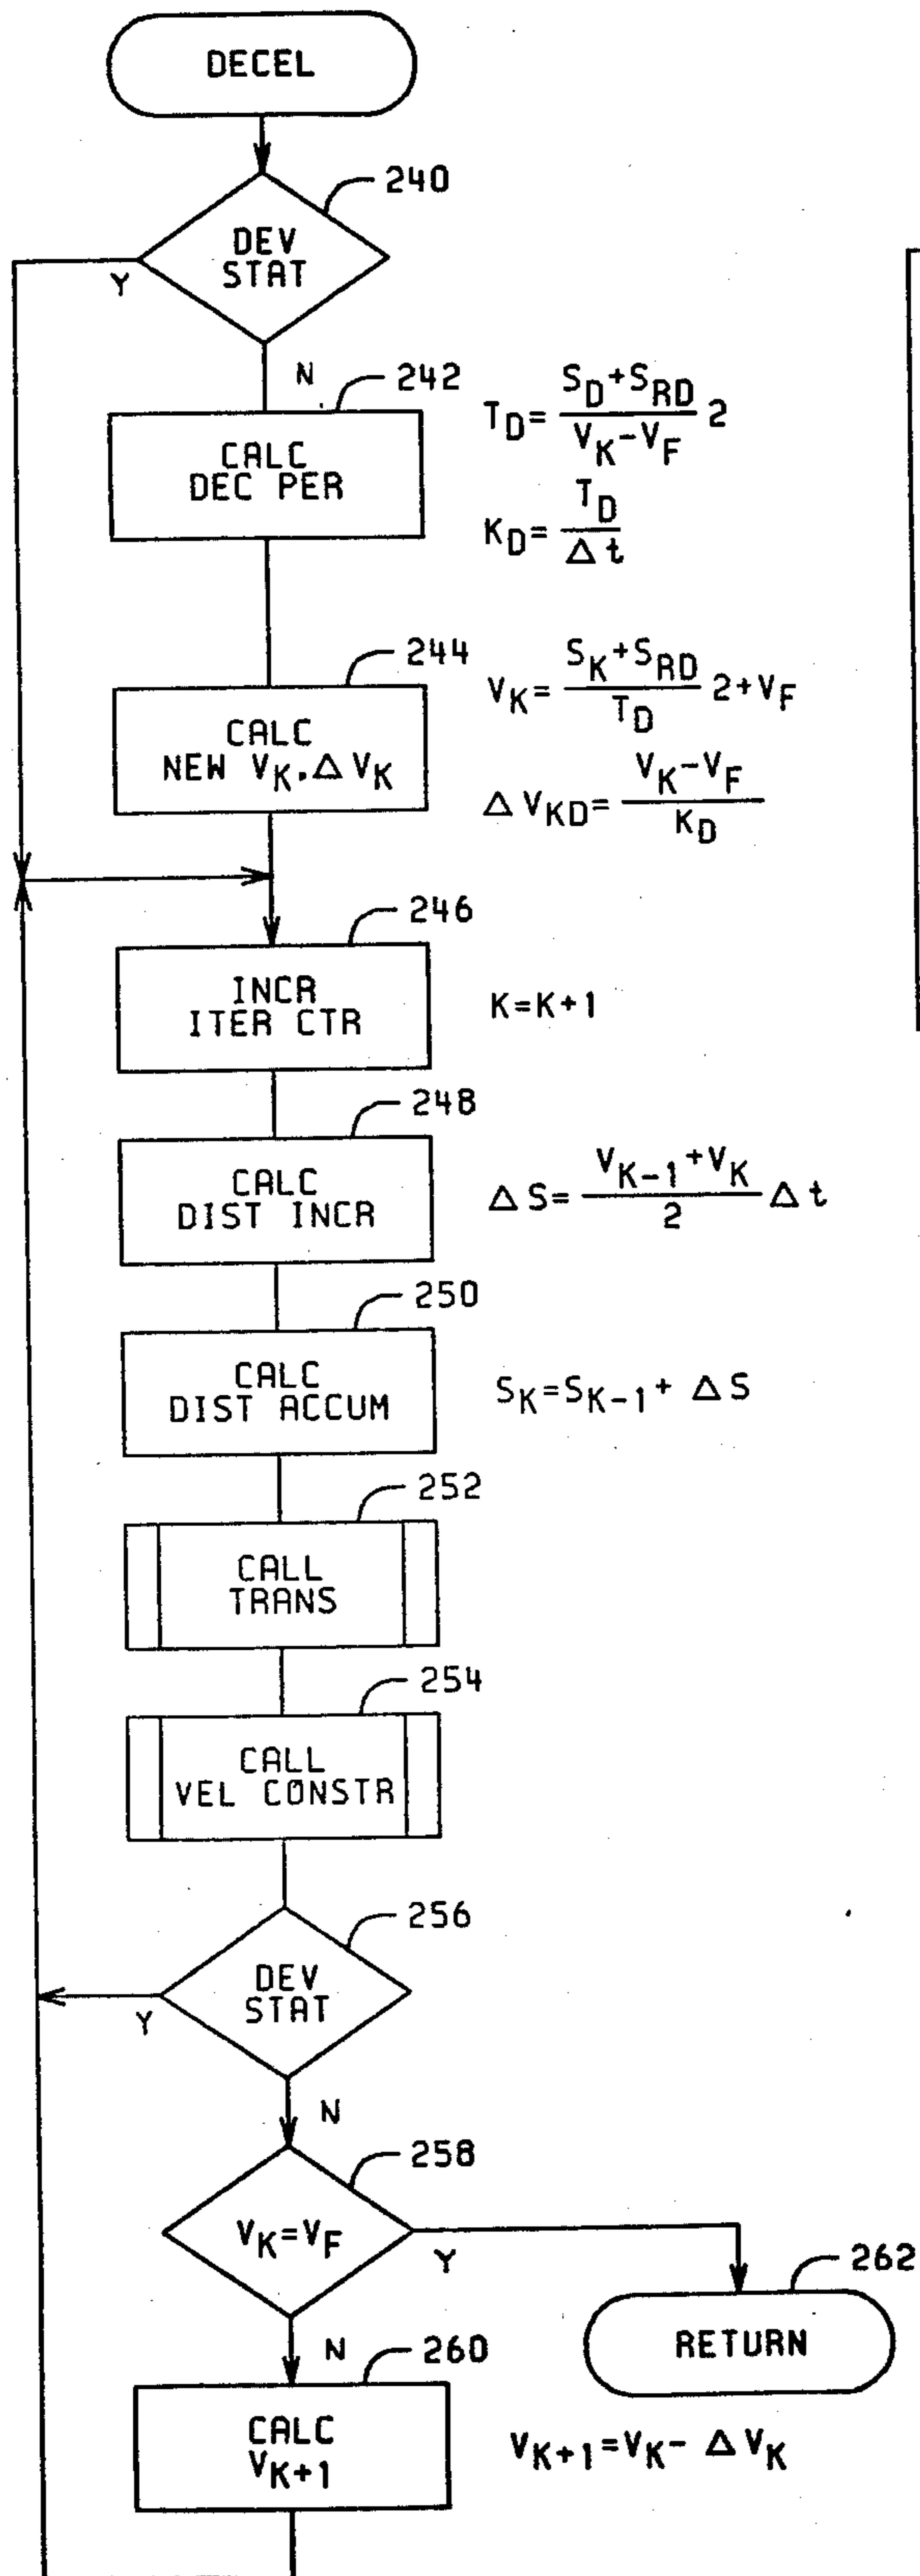 DECEL
240
DEV
STAT
Y
N
242
CALC
DEC PER
T_D = (S_D + S_RD)/(V_K - V_F) 2
K_D = T_D/Δt
244
CALC
NEW V_K, ΔV_K
V_K = (S_K + S_RD)/T_D 2 + V_F
ΔV_KD = (V_K - V_F)/K_D
246
INCR
ITER CTR
K=K+1
248
CALC
DIST INCR
ΔS = (V_K-1 + V_K)/2 Δt
250
CALC
DIST ACCUM
S_K = S_K-1 + ΔS
252
CALL
TRANS
254
CALL
VEL CONSTR
256
DEV
STAT
Y
N
258
V_K = V_F
Y
262
RETURN
N
260
CALC
V_K+1
V_K+1 = V_K - ΔV_K